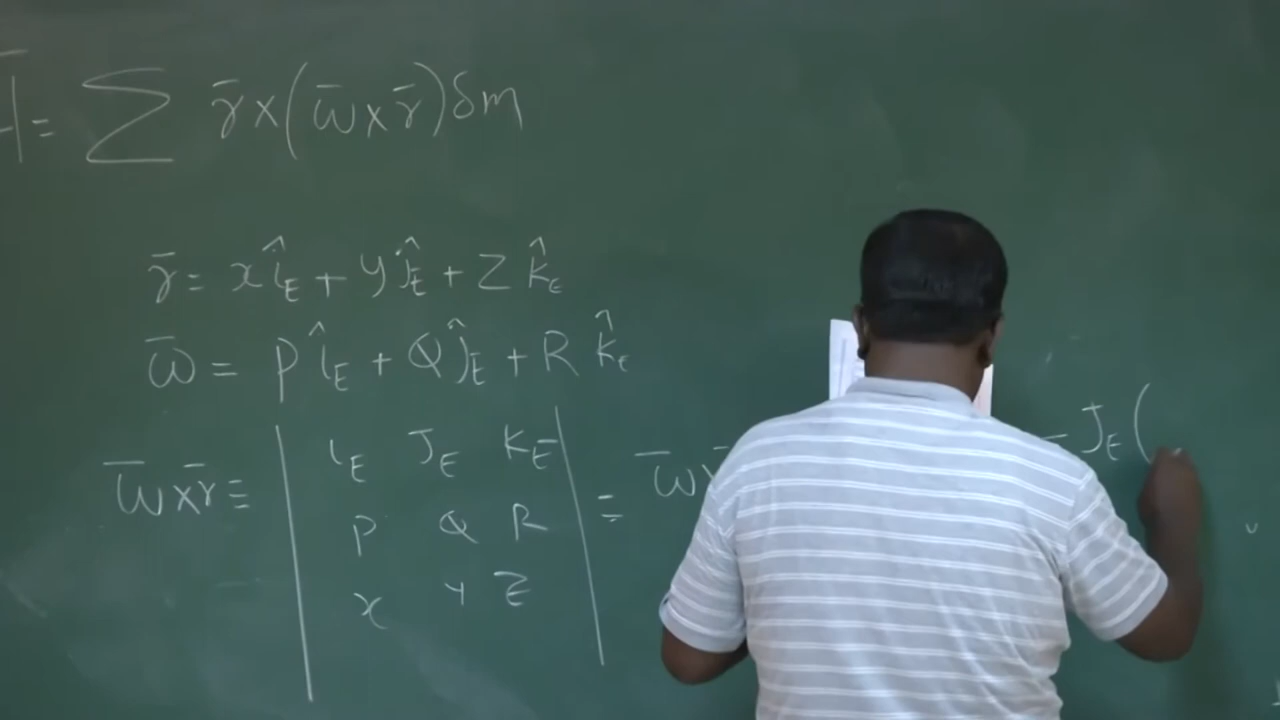 H̄ = ∑ r̄ x (ω̄ x r̄) δm
r̄ = x î_E + y ĵ_E + z k̂_E
ω̄ = P î_E + Q ĵ_E + R k̂_E
ω̄ x r̄ ≡ | i_E J_E K_E | = ω̄ x - J_E (
P Q R
x y z